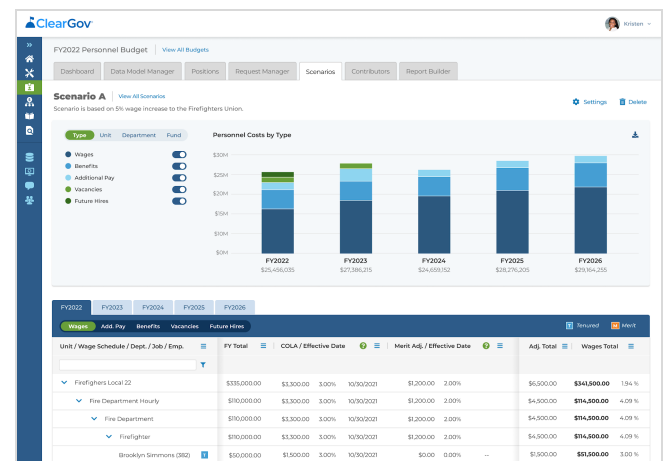 ClearGov
Kristen
FY2022 Personnel Budget View All Budgets
Dashboard Data Model Manager Positions Request Manager Scenarios Contributors Report Builder
Scenario A View All Scenarios
Scenario is based on 5% wage increase to the Firefighters Union.
Settings Delete
Type Unit Department Fund
Wages
Benefits
Additional Pay
Vacancies
Future Hires
Personnel Costs by Type
$30M
$25M
$20M
$15M
$10M
$0M
FY2022 FY2023 FY2024 FY2025 FY2026
$25,456,035 $27,386,215 $24,659,152 $28,276,205 $29,164,255
FY2022 FY2023 FY2024 FY2025 FY2026
Wages Add. Pay Benefits Vacancies Future Hires
T Tenured M Merit
Unit / Wage Schedule / Dept. / Job / Emp. FY Total COLA / Effective Date ? Merit Adj. / Effective Date ? Adj. Total Wages Total
Firefighers Local 22 $335,000.00 $3,300.00 3.00% 10/30/2021 $1,200.00 2.00% $6,500.00 $341,500.00 1.94 %
Fire Department Hourly $110,000.00 $3,300.00 3.00% 10/30/2021 $1,200.00 2.00% $4,500.00 $114,500.00 4.09 %
Fire Department $110,000.00 $3,300.00 3.00% 10/30/2021 $1,200.00 2.00% $4,500.00 $114,500.00 4.09 %
Firefighter $110,000.00 $3,300.00 3.00% 10/30/2021 $1,200.00 2.00% $4,500.00 $114,500.00 4.09 %
Brooklyn Simmons (382) T $50,000.00 $1,500.00 3.00% 10/30/2021 $0.00 0.00% -- $1,500.00 $51,500.00 3.00 %